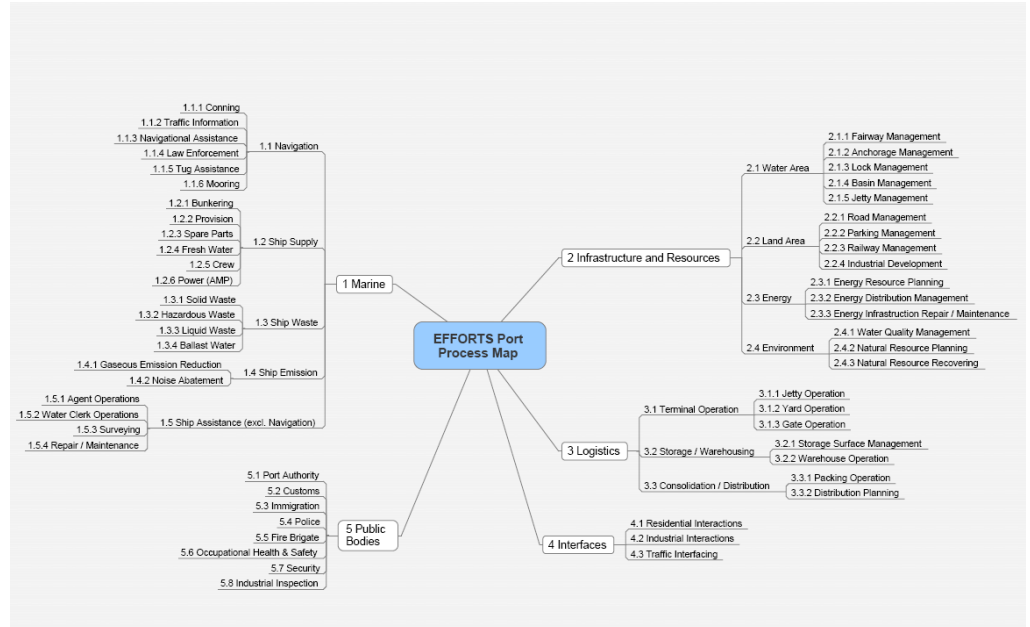 EFFORTS Port
Process Map
1 Marine
1.1 Navigation
1.1.1 Conning
1.1.2 Traffic Information
1.1.3 Navigational Assistance
1.1.4 Law Enforcement
1.1.5 Tug Assistance
1.1.6 Mooring
1.2 Ship Supply
1.2.1 Bunkering
1.2.2 Provision
1.2.3 Spare Parts
1.2.4 Fresh Water
1.2.5 Crew
1.2.6 Power (AMP)
1.3 Ship Waste
1.3.1 Solid Waste
1.3.2 Hazardous Waste
1.3.3 Liquid Waste
1.3.4 Ballast Water
1.4 Ship Emission
1.4.1 Gaseous Emission Reduction
1.4.2 Noise Abatement
1.5 Ship Assistance (excl. Navigation)
1.5.1 Agent Operations
1.5.2 Water Clerk Operations
1.5.3 Surveying
1.5.4 Repair / Maintenance
2 Infrastructure and Resources
2.1 Water Area
2.1.1 Fairway Management
2.1.2 Anchorage Management
2.1.3 Lock Management
2.1.4 Basin Management
2.1.5 Jetty Management
2.2 Land Area
2.2.1 Road Management
2.2.2 Parking Management
2.2.3 Railway Management
2.2.4 Industrial Development
2.3 Energy
2.3.1 Energy Resource Planning
2.3.2 Energy Distribution Management
2.3.3 Energy Infrastruction Repair / Maintenance
2.4 Environment
2.4.1 Water Quality Management
2.4.2 Natural Resource Planning
2.4.3 Natural Resource Recovering
3 Logistics
3.1 Terminal Operation
3.1.1 Jetty Operation
3.1.2 Yard Operation
3.1.3 Gate Operation
3.2 Storage / Warehousing
3.2.1 Storage Surface Management
3.2.2 Warehouse Operation
3.3 Consolidation / Distribution
3.3.1 Packing Operation
3.3.2 Distribution Planning
4 Interfaces
4.1 Residential Interactions
4.2 Industrial Interactions
4.3 Traffic Interfacing
5 Public
Bodies
5.1 Port Authority
5.2 Customs
5.3 Immigration
5.4 Police
5.5 Fire Brigate
5.6 Occupational Health & Safety
5.7 Security
5.8 Industrial Inspection